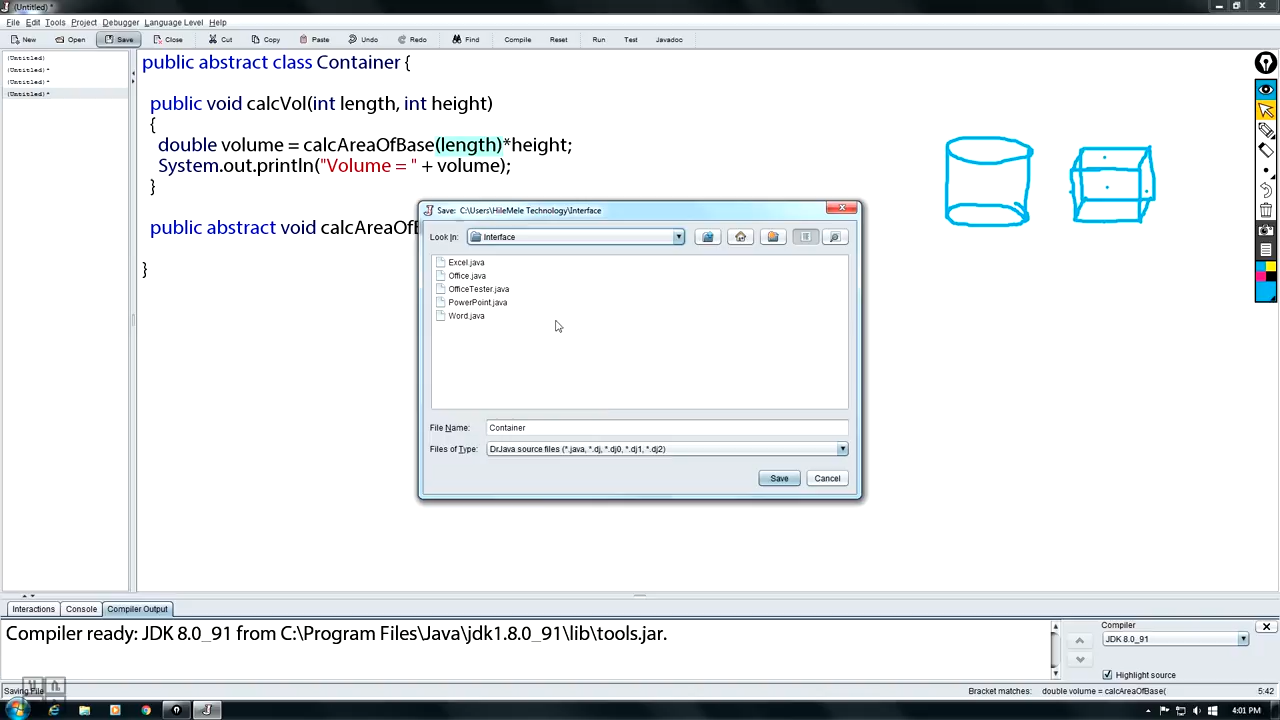 (Untitled) *
File Edit Tools Project Debugger Language Level Help
New Open Save Close Cut Copy Paste Undo Redo Find Compile Reset Run Test Javadoc
(Untitled)
(Untitled) *
(Untitled) *
(Untitled) *
public abstract class Container {
public void calcVol(int length, int height)
{
double volume = calcAreaOfBase(length)*height;
System.out.println("Volume = " + volume);
}
public abstract void calcAreaOf
}
Save: C:\Users\HileMele Technology\Interface
Look In: Interface
Excel.java
Office.java
OfficeTester.java
PowerPoint.java
Word.java
File Name: Container
Files of Type: DrJava source files (*.java, *.dj, *.dj0, *.dj1, *.dj2)
Save Cancel
Interactions Console Compiler Output
Compiler ready: JDK 8.0_91 from C:\Program Files\Java\jdk1.8.0_91\lib\tools.jar.
Compiler
JDK 8.0_91
Highlight source
Saving File
Bracket matches: double volume = calcAreaOfBase( 5:42
4:01 PM